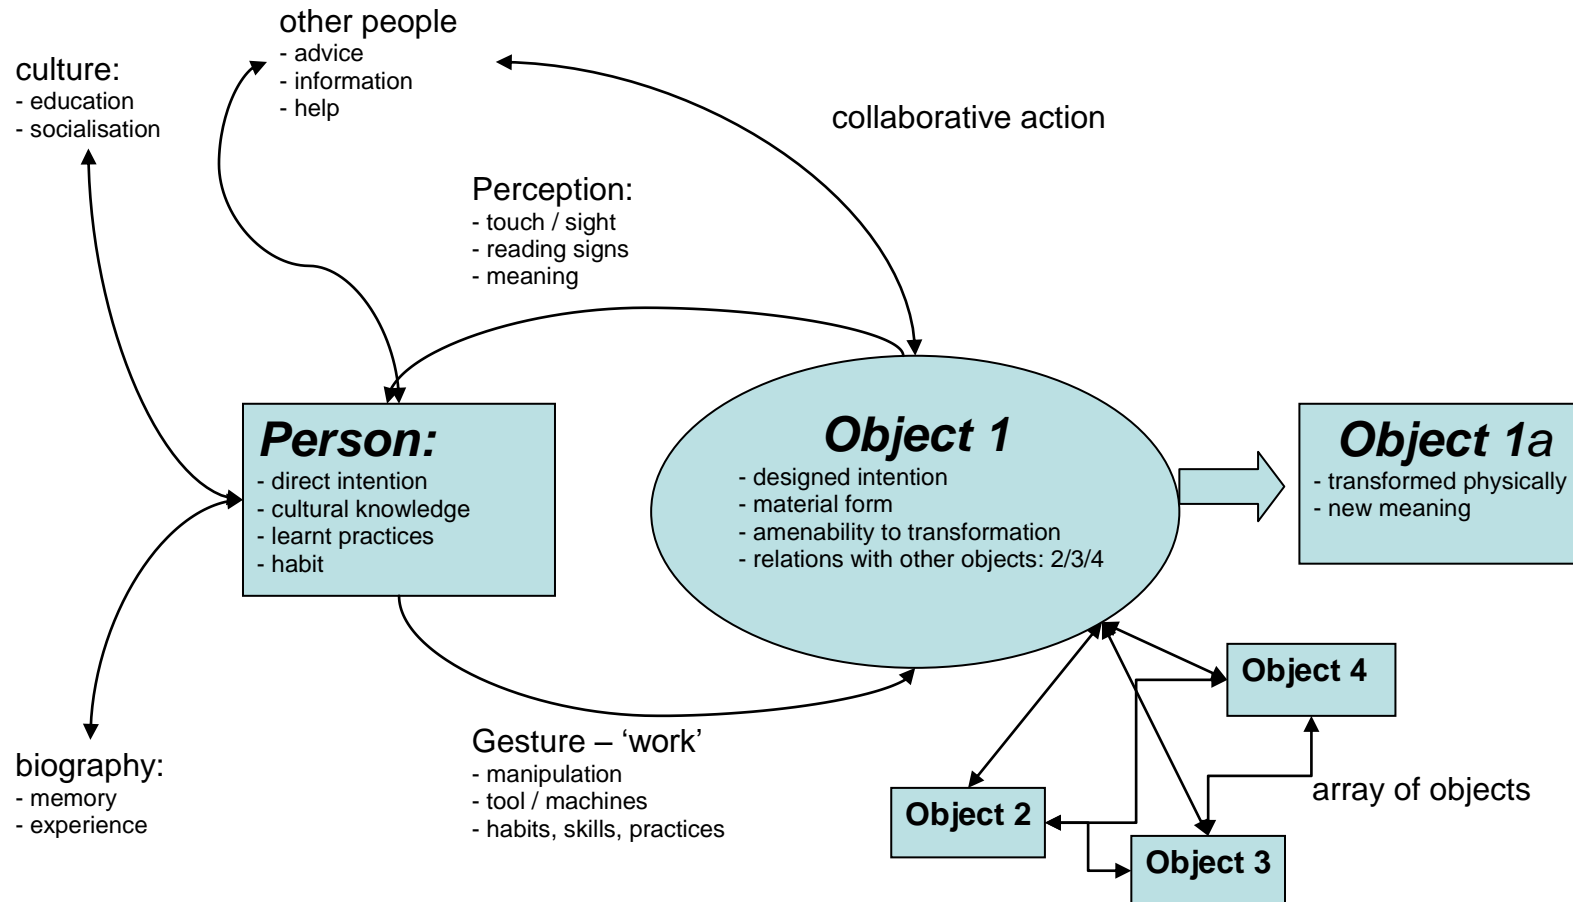 other people
- advice
- information
- help
culture:
- education
- socialisation
collaborative action
Perception:
- touch / sight
- reading signs
- meaning
Person:
- direct intention
- cultural knowledge
- learnt practices
- habit
Object 1
- designed intention
- material form
- amenability to transformation
- relations with other objects: 2/3/4
Object 1a
- transformed physically
- new meaning
Object 4
Gesture – ‘work’
- manipulation
- tool / machines
- habits, skills, practices
biography:
- memory
- experience
array of objects
Object 2
Object 3